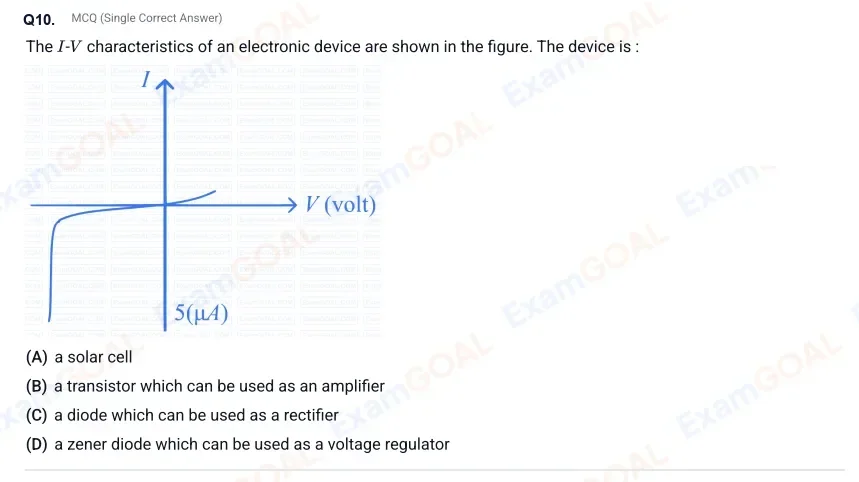 Q10. MCQ (Single Correct Answer)
The I-V characteristics of an electronic device are shown in the figure. The device is :
I
V (volt)
5(μA)
(A) a solar cell
(B) a transistor which can be used as an amplifier
(C) a diode which can be used as a rectifier
(D) a zener diode which can be used as a voltage regulator
ExamGOAL